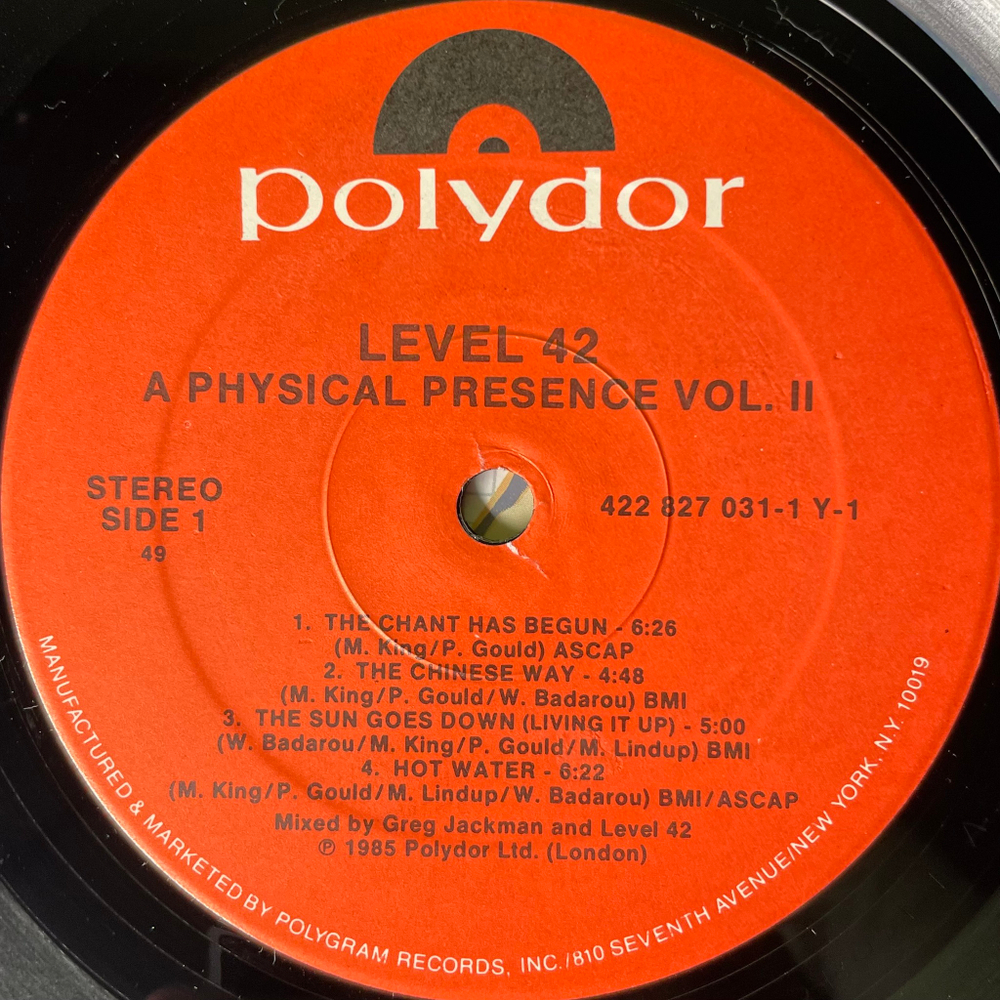 polydor
LEVEL 42
A PHYSICAL PRESENCE VOL. II
STEREO
SIDE 1
49
422 827 031-1 Y-1
1. THE CHANT HAS BEGUN - 6:26
(M. King/P. Gould) ASCAP
2. THE CHINESE WAY - 4:48
(M. King/P. Gould/W. Badarou) BMI
3. THE SUN GOES DOWN (LIVING IT UP) - 5:00
(W. Badarou/M. King/P. Gould/M. Lindup) BMI
4. HOT WATER - 6:22
(M. King/P. Gould/M. Lindup/W. Badarou) BMI/ASCAP
Mixed by Greg Jackman and Level 42
℗ 1985 Polydor Ltd. (London)
MANUFACTURED & MARKETED BY POLYGRAM RECORDS, INC./810 SEVENTH AVENUE/NEW YORK, N.Y. 10019